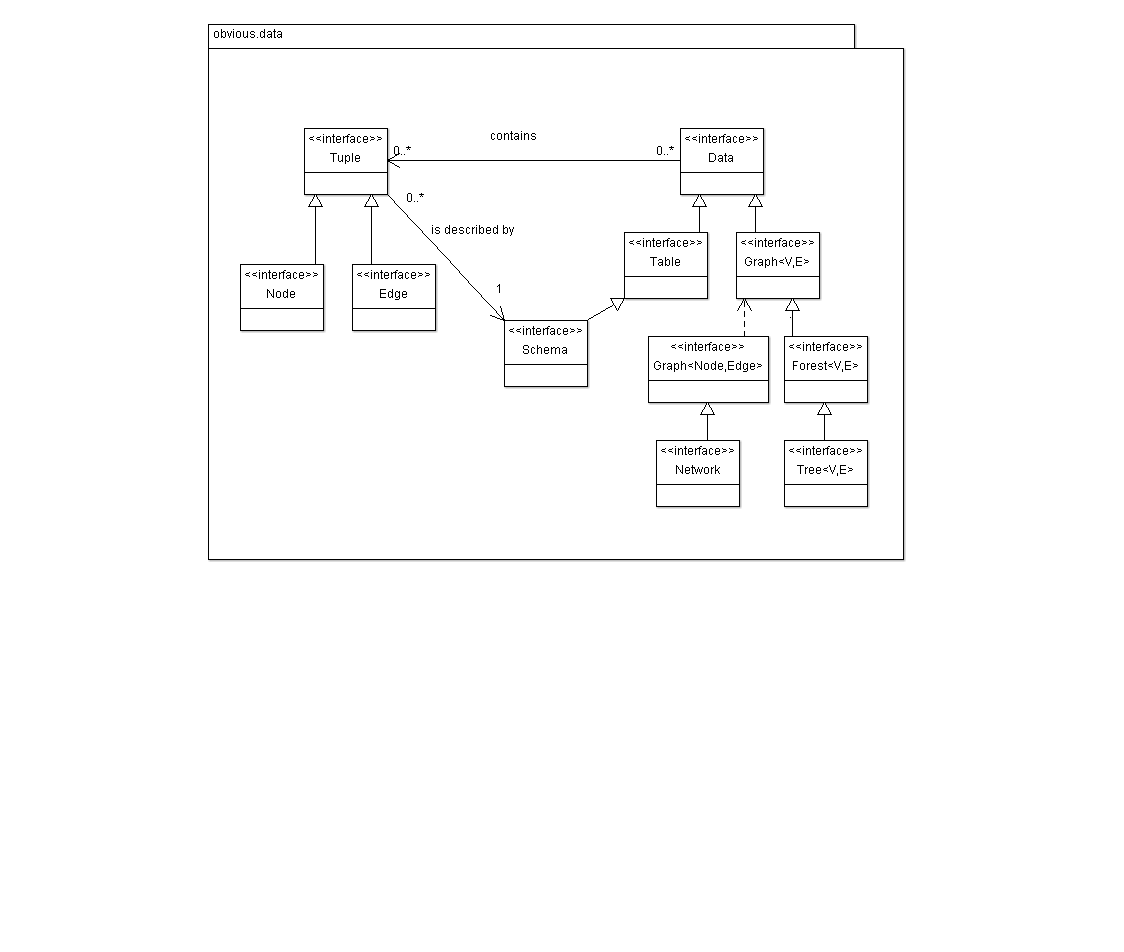 obvious.data
contains
<<interface>>
Tuple
0..*
0..*
<<interface>>
Data
0..*
is described by
1
<<interface>>
Node
<<interface>>
Edge
<<interface>>
Table
<<interface>>
Graph<V,E>
<<interface>>
Schema
<<interface>>
Graph<Node,Edge>
<<interface>>
Forest<V,E>
<<interface>>
Network
<<interface>>
Tree<V,E>